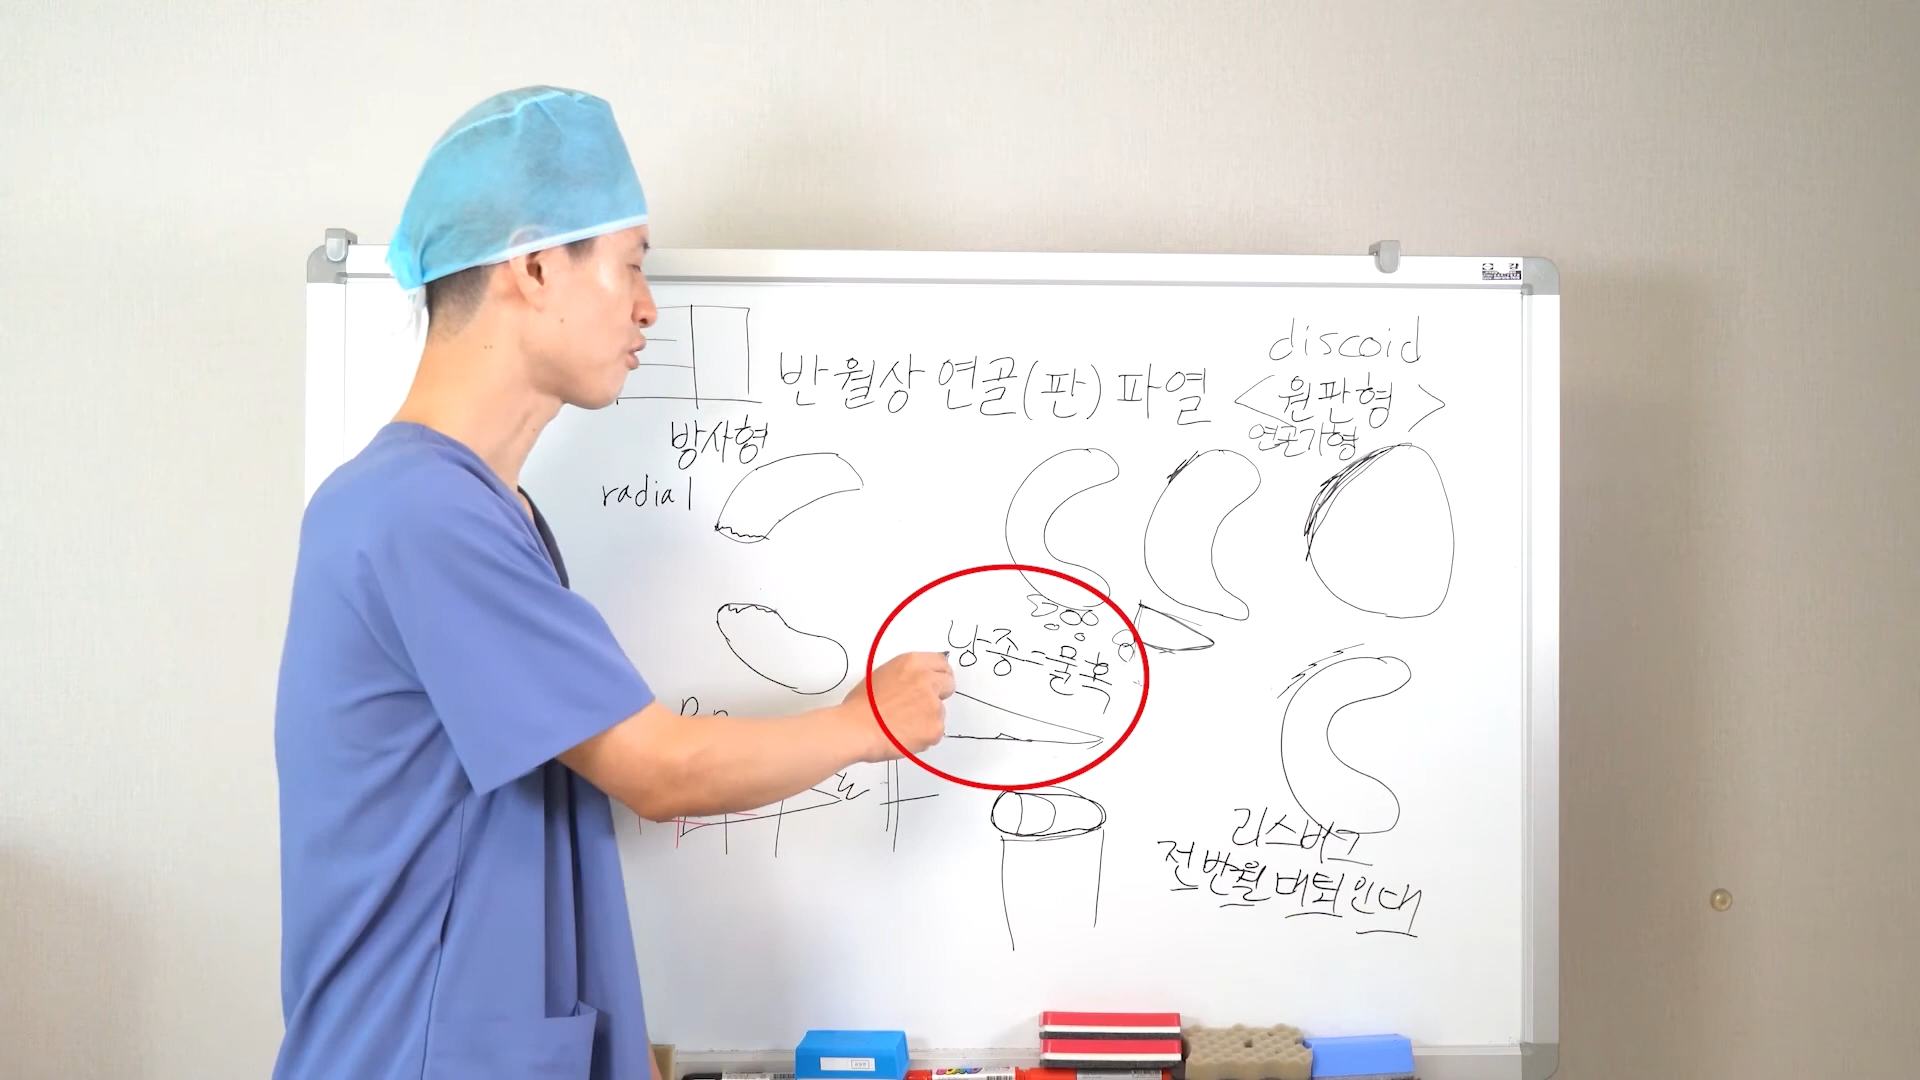 discoid
반월상 연골(판) 파열 <원판형>
연골기형
방사형
radial
낭종=물혹
리스버그
전반월대퇴인대